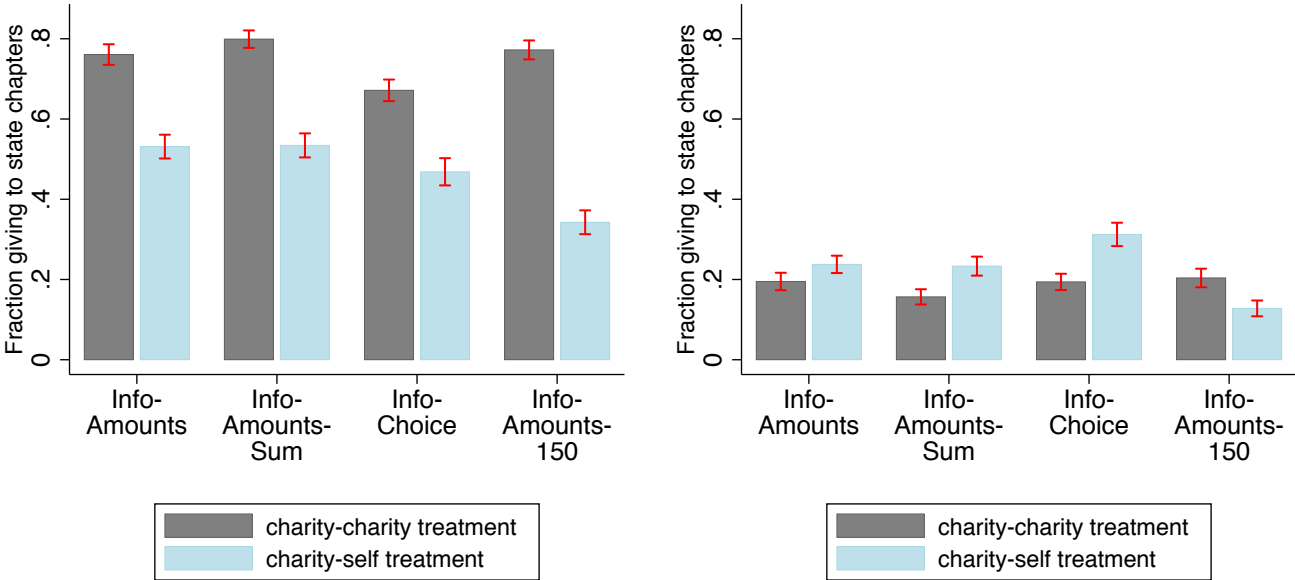 Fraction giving to state chapters
.8
.6
.4
.2
0
Info-
Amounts
Info-
Amounts-
Sum
Info-
Choice
Info-
Amounts-
150
charity-charity treatment
charity-self treatment
Fraction giving to state chapters
.8
.6
.4
.2
0
Info-
Amounts
Info-
Amounts-
Sum
Info-
Choice
Info-
Amounts-
150
charity-charity treatment
charity-self treatment